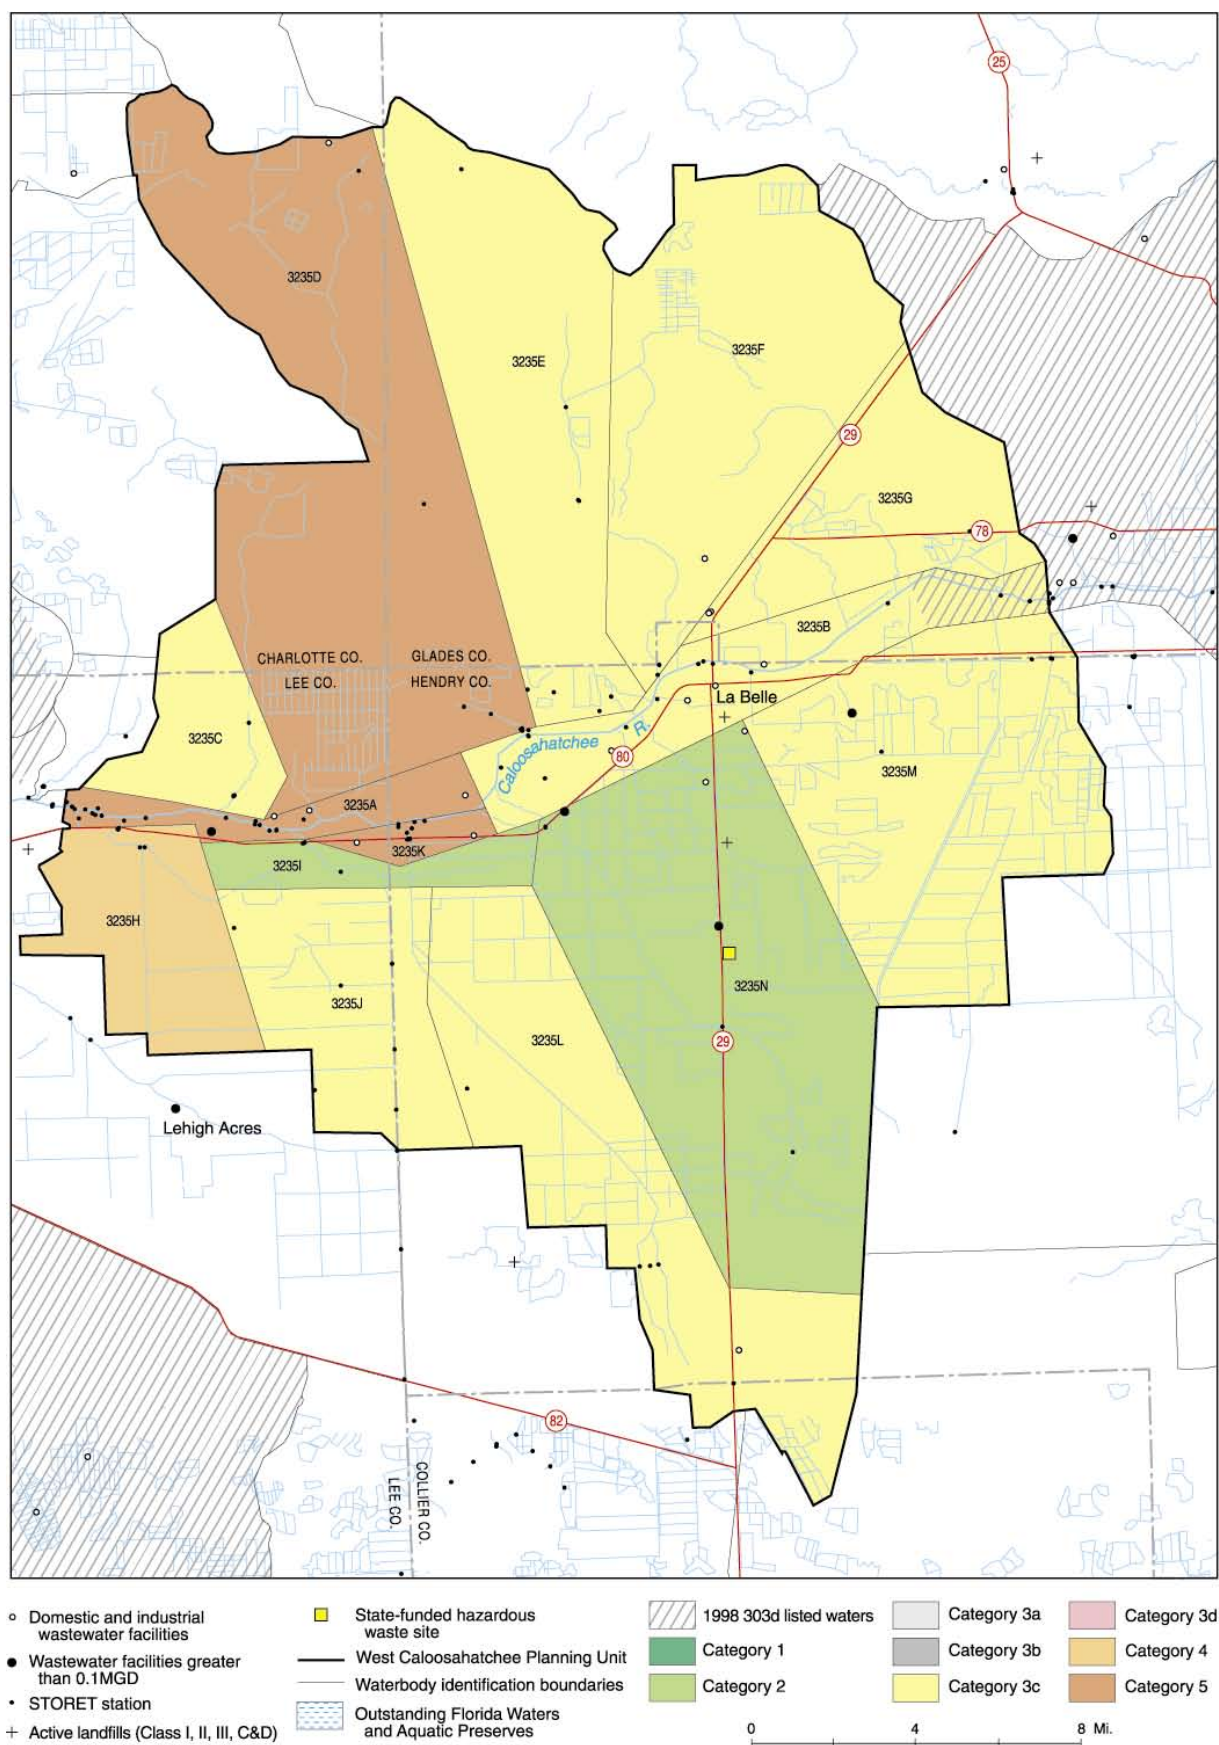 25
3235D
3235E
3235F
29
3235G
78
3235B
CHARLOTTE CO.
GLADES CO.
LEE CO.
HENDRY CO.
La Belle
3235C
Caloosahatchee R.
80
3235M
3235A
3235K
3235I
3235H
3235N
3235J
3235L
29
Lehigh Acres
82
COLLIER CO.
LEE CO.
Domestic and industrial
wastewater facilities
Wastewater facilities greater
than 0.1MGD
STORET station
Active landfills (Class I, II, III, C&D)
State-funded hazardous
waste site
West Caloosahatchee Planning Unit
Waterbody identification boundaries
Outstanding Florida Waters
and Aquatic Preserves
1998 303d listed waters
Category 1
Category 2
Category 3a
Category 3b
Category 3c
Category 3d
Category 4
Category 5
0 4 8 Mi.